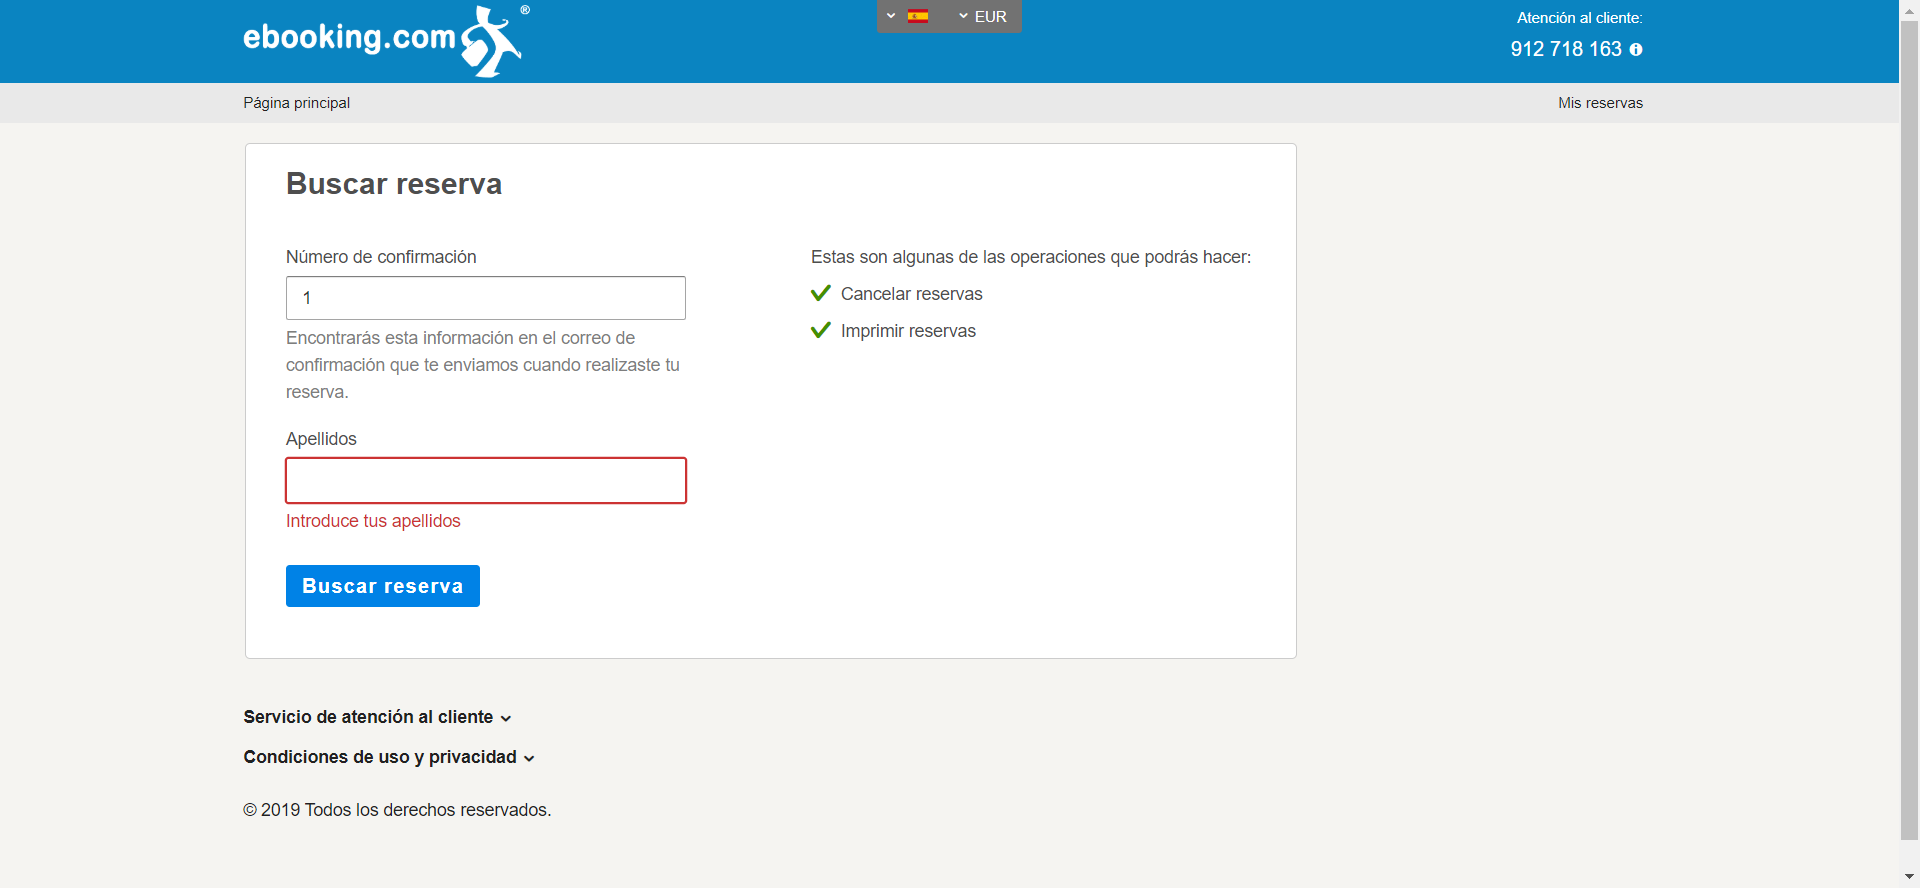 ebooking.com®
EUR
Atención al cliente:
912 718 163
Página principal
Mis reservas
Buscar reserva
Número de confirmación
1
Encontrarás esta información en el correo de
confirmación que te enviamos cuando realizaste tu
reserva.
Apellidos
Introduce tus apellidos
Buscar reserva
Estas son algunas de las operaciones que podrás hacer:
Cancelar reservas
Imprimir reservas
Servicio de atención al cliente
Condiciones de uso y privacidad
© 2019 Todos los derechos reservados.